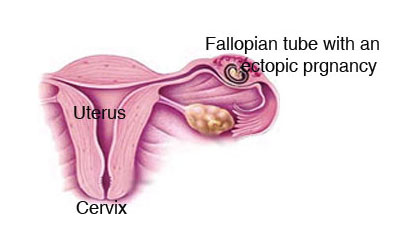 Fallopian tube with an
ectopic prgnancy
Uterus
Cervix